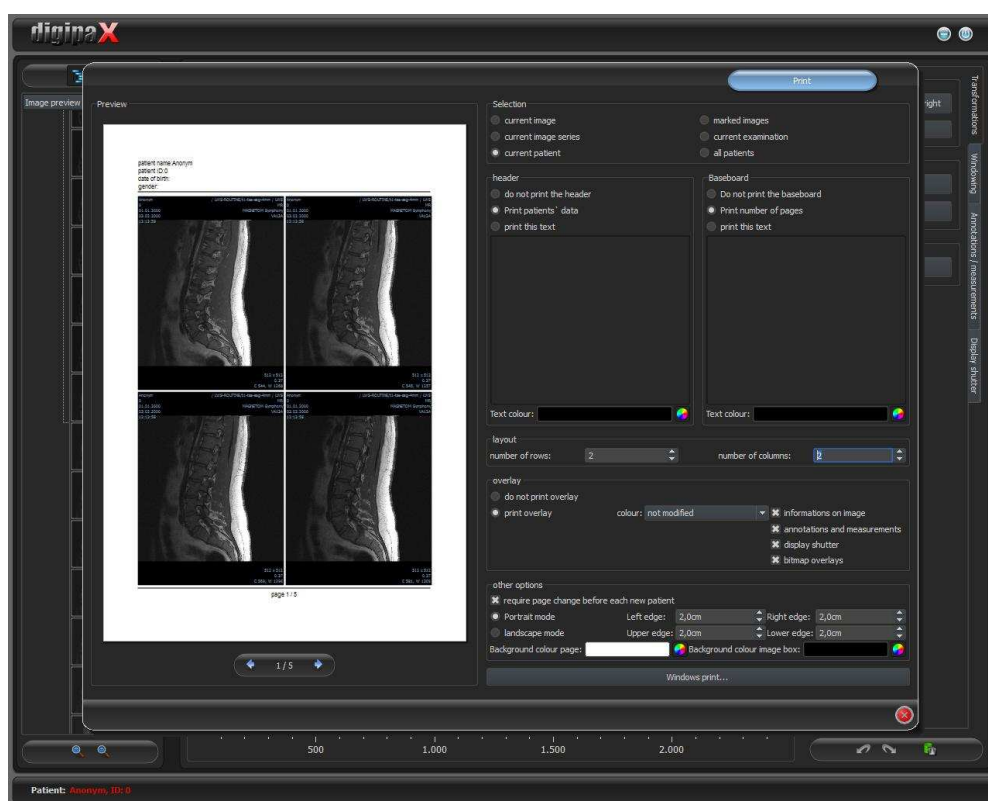 digipaX
Print
Image preview
Preview
patient name:Anonym
patient ID:0
date of birth:
gender:
page 1 / 5
1 / 5
Selection
current image
marked images
current image series
current examination
current patient
all patients
header
do not print the header
Print patients` data
print this text
Text colour:
Baseboard
Do not print the baseboard
Print number of pages
print this text
Text colour:
layout
number of rows: 2
number of columns: 2
overlay
do not print overlay
print overlay
colour: not modified
informations on image
annotations and measurements
display shutter
bitmap overlays
other options
require page change before each new patient
Portrait mode
Left edge: 2,0cm
Right edge: 2,0cm
landscape mode
Upper edge: 2,0cm
Lower edge: 2,0cm
Background colour page:
Background colour image box:
Windows print...
right
Transformations
Windowing
Annotations / measurements
Display shutter
500 1.000 1.500 2.000
Patient: Anonym, ID: 0